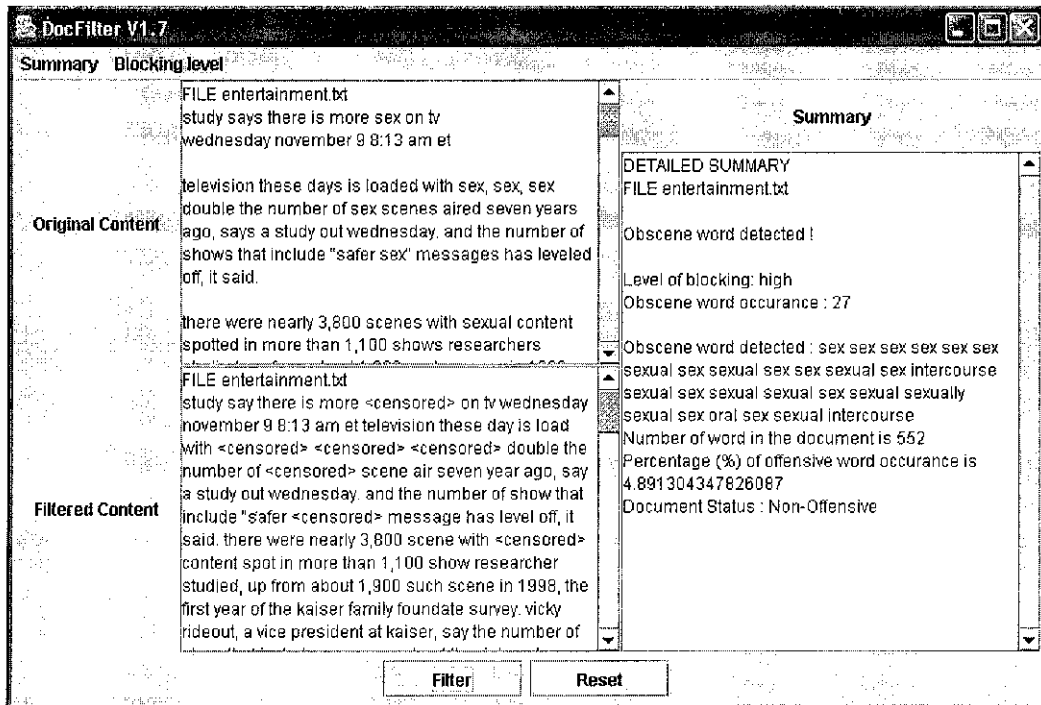 DocFilter V1.7
Summary Blocking level
Original Content
FILE entertainment.txt
study says there is more sex on tv
wednesday november 9 8:13 am et
television these days is loaded with sex, sex, sex
double the number of sex scenes aired seven years
ago, says a study out wednesday, and the number of
shows that include "safer sex" messages has leveled
off, it said.
there were nearly 3,800 scenes with sexual content
spotted in more than 1,100 shows researchers
Filtered Content
FILE entertainment.txt
study say there is more <censored> on tv wednesday
november 9 8:13 am et television these day is load
with <censored> <censored> <censored> double the
number of <censored> scene air seven year ago, say
a study out wednesday. and the number of show that
include "safer <censored> message has level off, it
said. there were nearly 3,800 scene with <censored>
content spot in more than 1,100 show researcher
studied, up from about 1,900 such scene in 1998, the
first year of the kaiser family foundate survey. vicky
rideout, a vice president at kaiser, say the number of
Summary
DETAILED SUMMARY
FILE entertainment.txt
Obscene word detected !
Level of blocking: high
Obscene word occurance : 27
Obscene word detected : sex sex sex sex sex sex
sexual sex sexual sex sex sexual sex intercourse
sexual sex sexual sexual sex sexual sexually
sexual sex oral sex sexual intercourse
Number of word in the document is 552
Percentage (%) of offensive word occurance is
4.891304347826087
Document Status : Non-Offensive
Filter
Reset